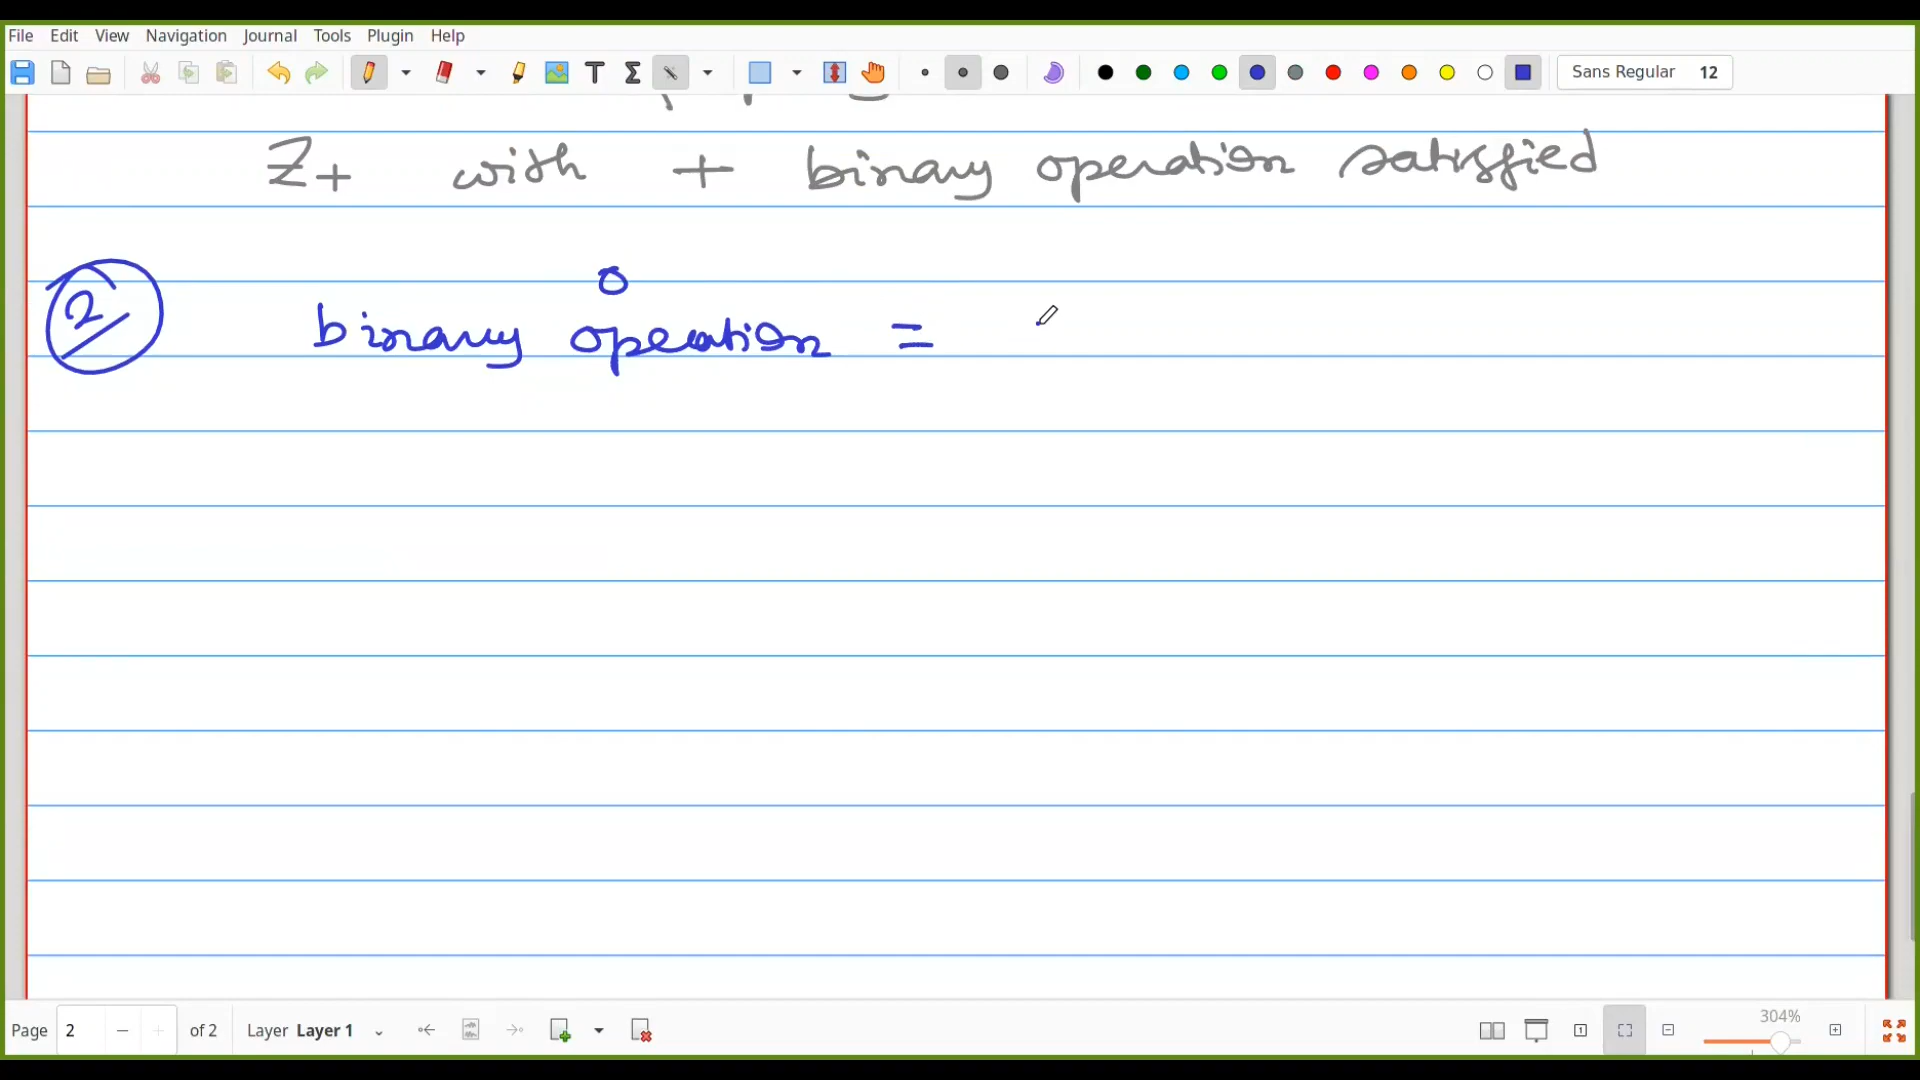 File Edit View Navigation Journal Tools Plugin Help
Sans Regular 12
Z+ with + binary operation satisfied
o
2 binary operation =
Page 2 of 2 Layer Layer 1 304%